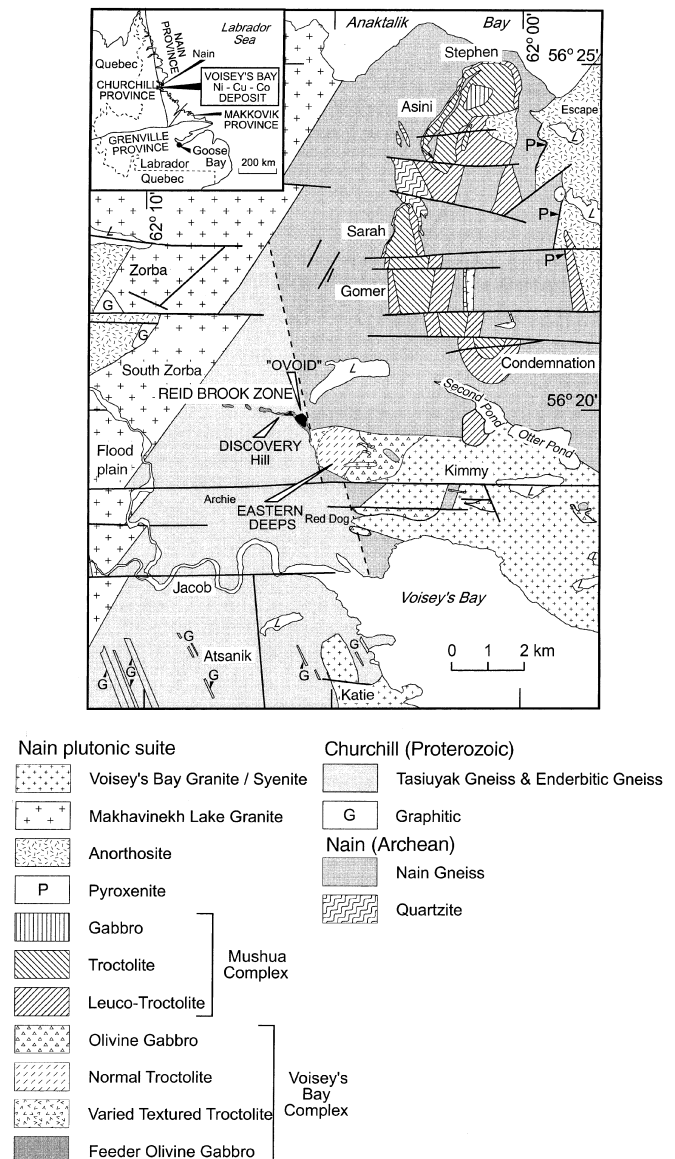 Anaktalik Bay
Labrador
Sea
NAIN
PROVINCE
Nain
Quebec
CHURCHILL
PROVINCE
VOISEY'S BAY
Ni - Cu - Co
DEPOSIT
MAKKOVIK
PROVINCE
GRENVILLE
PROVINCE
Goose
Bay
Labrador
Quebec
200 km
62° 00'
56° 25'
Stephen
Asini
Escape
P
62° 10'
P
L
L
Sarah
P
Zorba
Gomer
G
G
South Zorba
"OVOID"
L
Condemnation
REID BROOK ZONE
56° 20'
Second Pond
Otter Pond
DISCOVERY
Hill
Flood
plain
Kimmy
L
Archie
EASTERN
DEEPS
Red Dog
L
L
Jacob
L
Voisey's Bay
L
G
G
Atsanik
0 1 2 km
G
G
G
Katie
Nain plutonic suite
Voisey's Bay Granite / Syenite
Makhavinekh Lake Granite
Anorthosite
P Pyroxenite
Gabbro
Troctolite
Leuco-Troctolite
Mushua
Complex
Olivine Gabbro
Normal Troctolite
Varied Textured Troctolite
Feeder Olivine Gabbro
Voisey's
Bay
Complex
Churchill (Proterozoic)
Tasiuyak Gneiss & Enderbitic Gneiss
G Graphitic
Nain (Archean)
Nain Gneiss
Quartzite